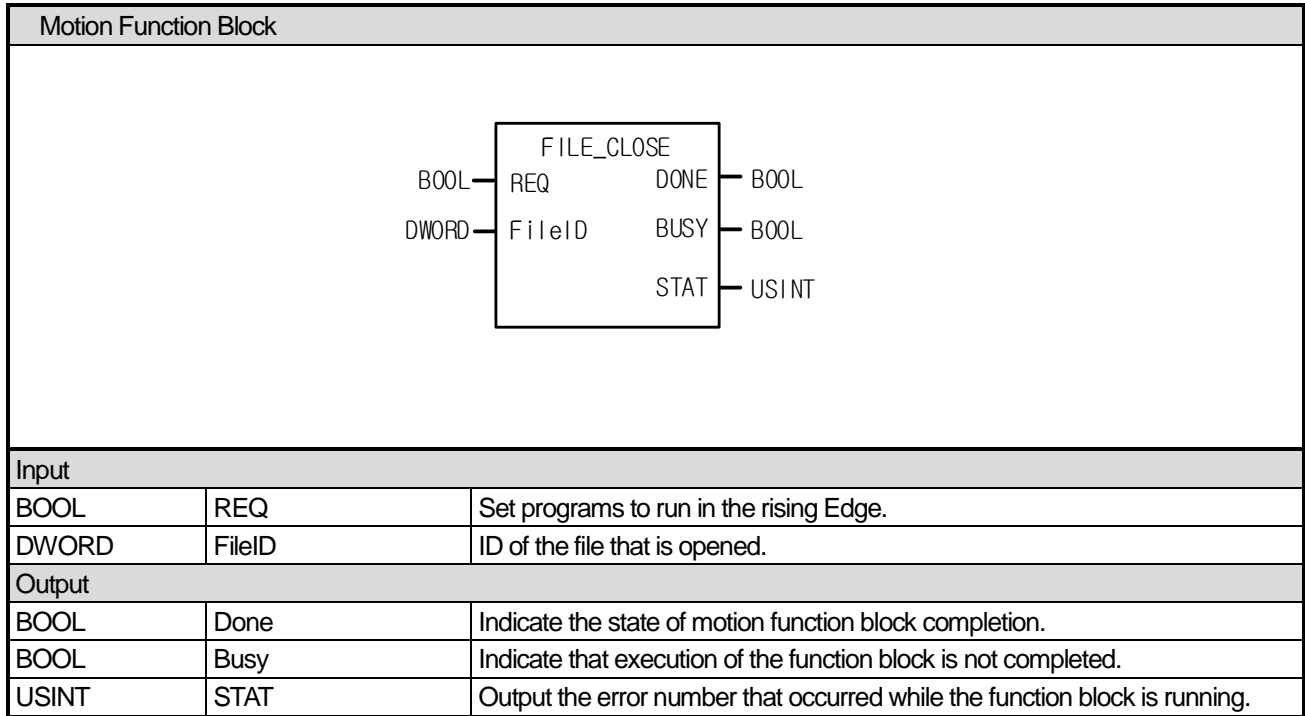 Motion Function Block
FILE_CLOSE
BOOL REQ DONE BOOL
DWORD FileID BUSY BOOL
STAT USINT
Input
BOOL REQ Set programs to run in the rising Edge.
DWORD FileID ID of the file that is opened.
Output
BOOL Done Indicate the state of motion function block completion.
BOOL Busy Indicate that execution of the function block is not completed.
USINT STAT Output the error number that occurred while the function block is running.